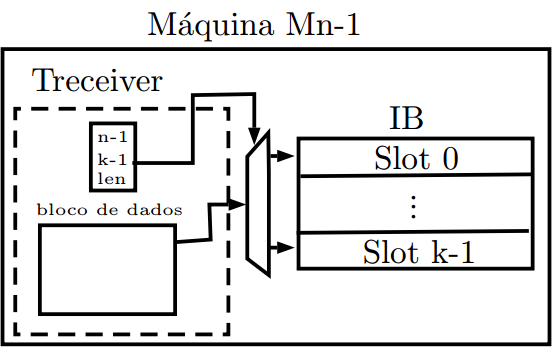 Máquina Mn-1
Treceiver
n-1
k-1
len
bloco de dados
IB
Slot 0
⋮
Slot k-1